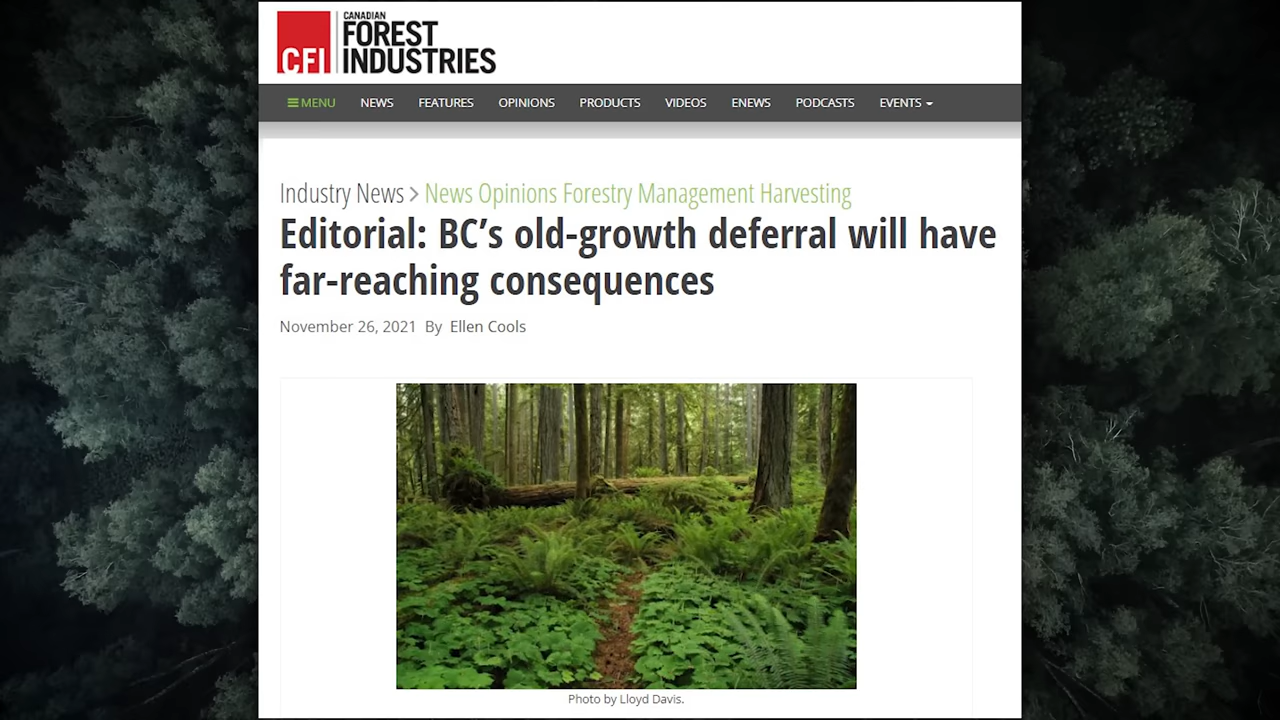 CFI
CANADIAN
FOREST
INDUSTRIES
MENU NEWS FEATURES OPINIONS PRODUCTS VIDEOS ENEWS PODCASTS EVENTS
Industry News > News Opinions Forestry Management Harvesting
Editorial: BC’s old-growth deferral will have
far-reaching consequences
November 26, 2021 By Ellen Cools
Photo by Lloyd Davis.